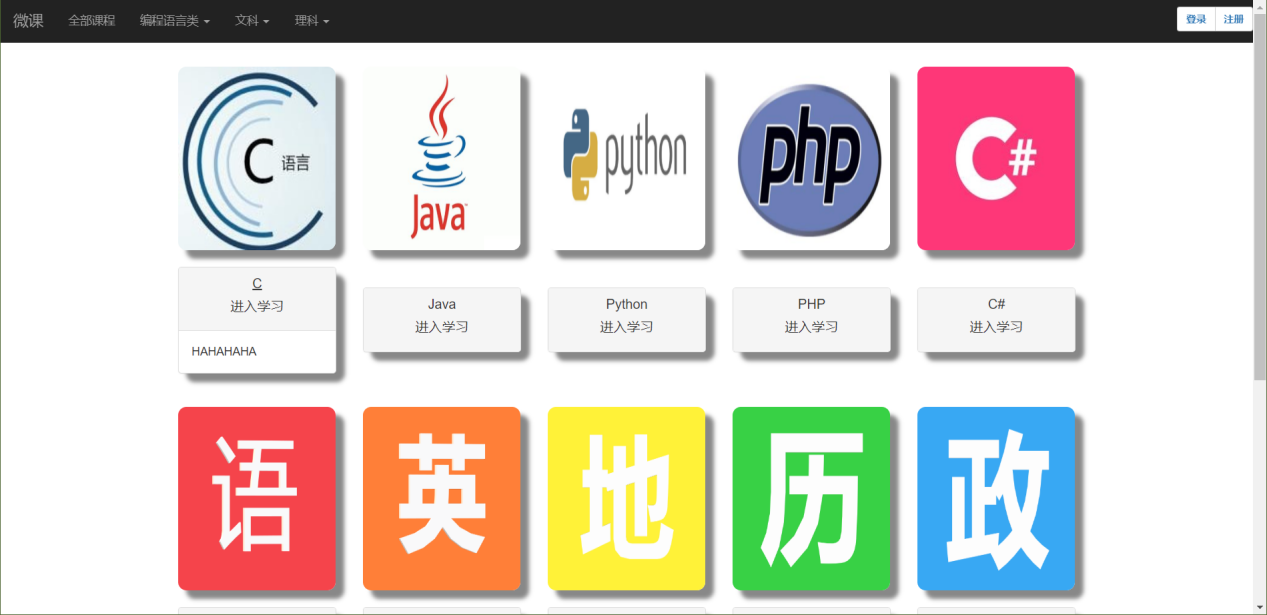 微课 全部课程 编程语言类 文科 理科 登录 注册
C 语言
Java
python
php
C#
C
进入学习
HAHAHAHA
Java
进入学习
Python
进入学习
PHP
进入学习
C#
进入学习
语
英
地
历
政